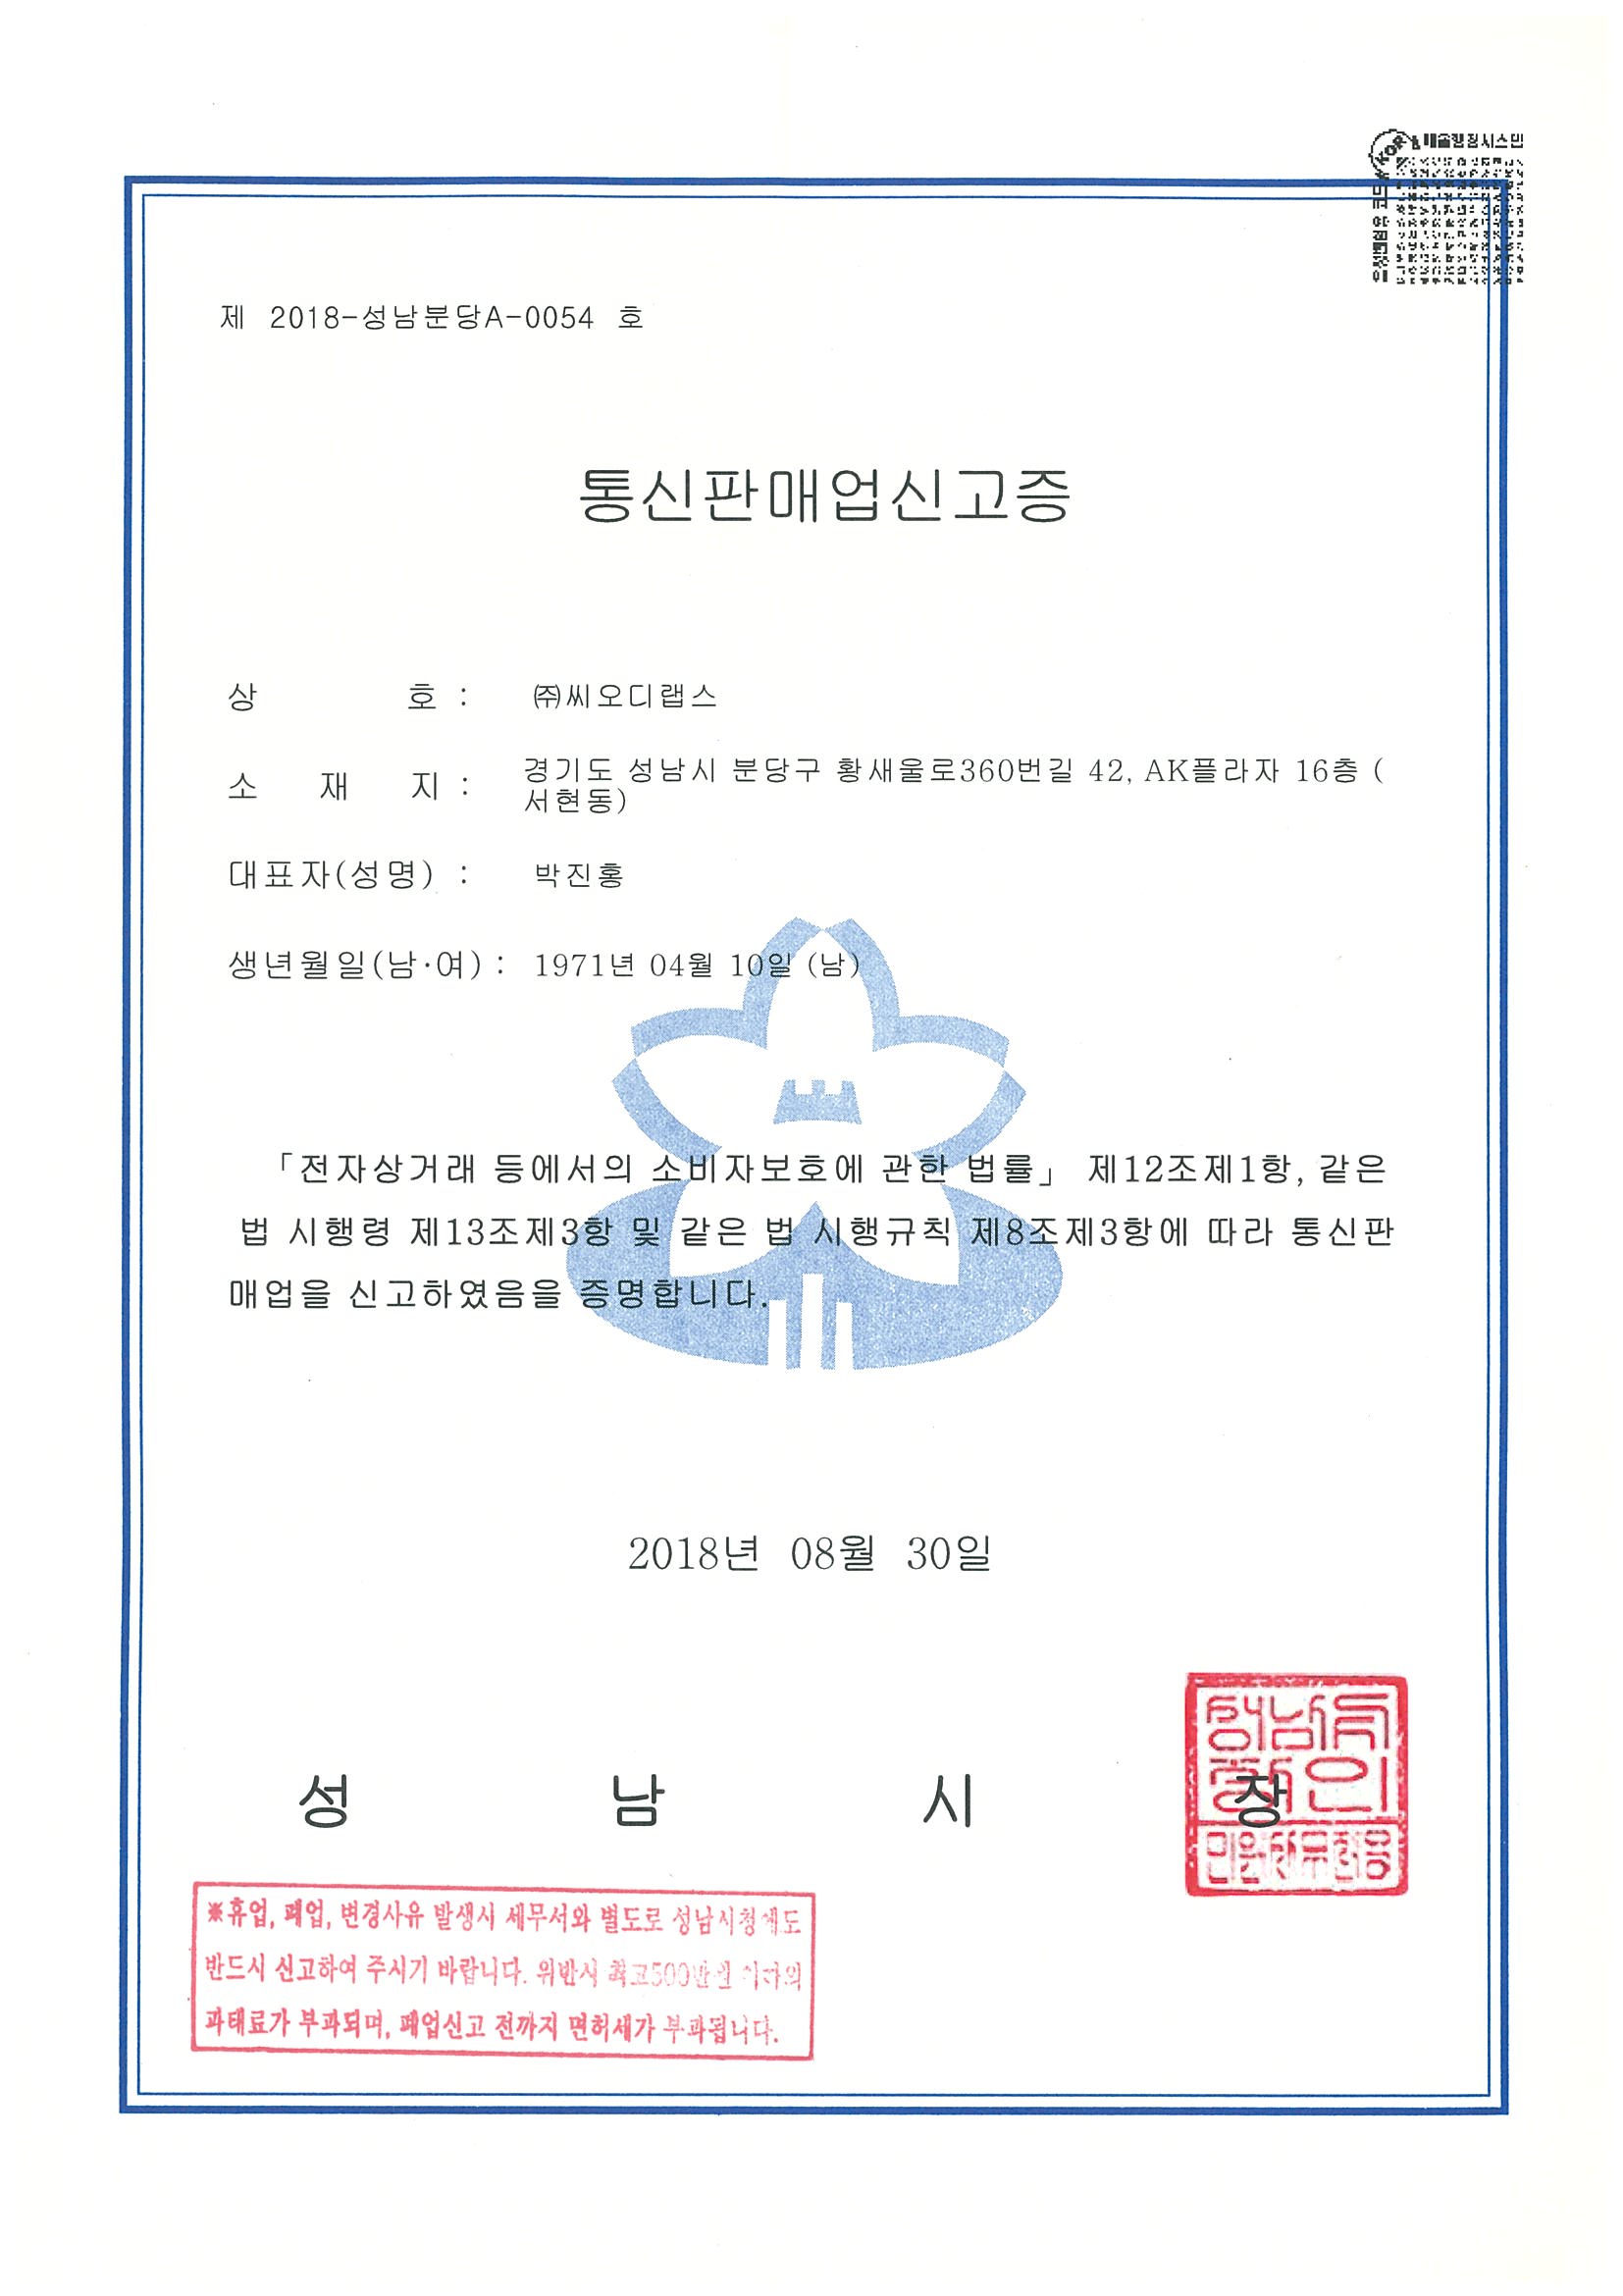 제 2018-성남분당A-0054 호
통신판매업신고증
상 호 : ㈜씨오디랩스
소 재 지 : 경기도 성남시 분당구 황새울로360번길 42, AK플라자 16층 (
서현동)
대표자(성명) : 박진홍
생년월일(남·여) : 1971년 04월 10일 (남)
「전자상거래 등에서의 소비자보호에 관한 법률」 제12조제1항, 같은
법 시행령 제13조제3항 및 같은 법 시행규칙 제8조제3항에 따라 통신판
매업을 신고하였음을 증명합니다.
2018년 08월 30일
성 남 시 장
※휴업, 폐업, 변경사유 발생시 세무서와 별도로 성남시청에도
반드시 신고하여 주시기 바랍니다. 위반시 최고500만원 이하의
과태료가 부과되며, 폐업신고 전까지 면허세가 부과됩니다.